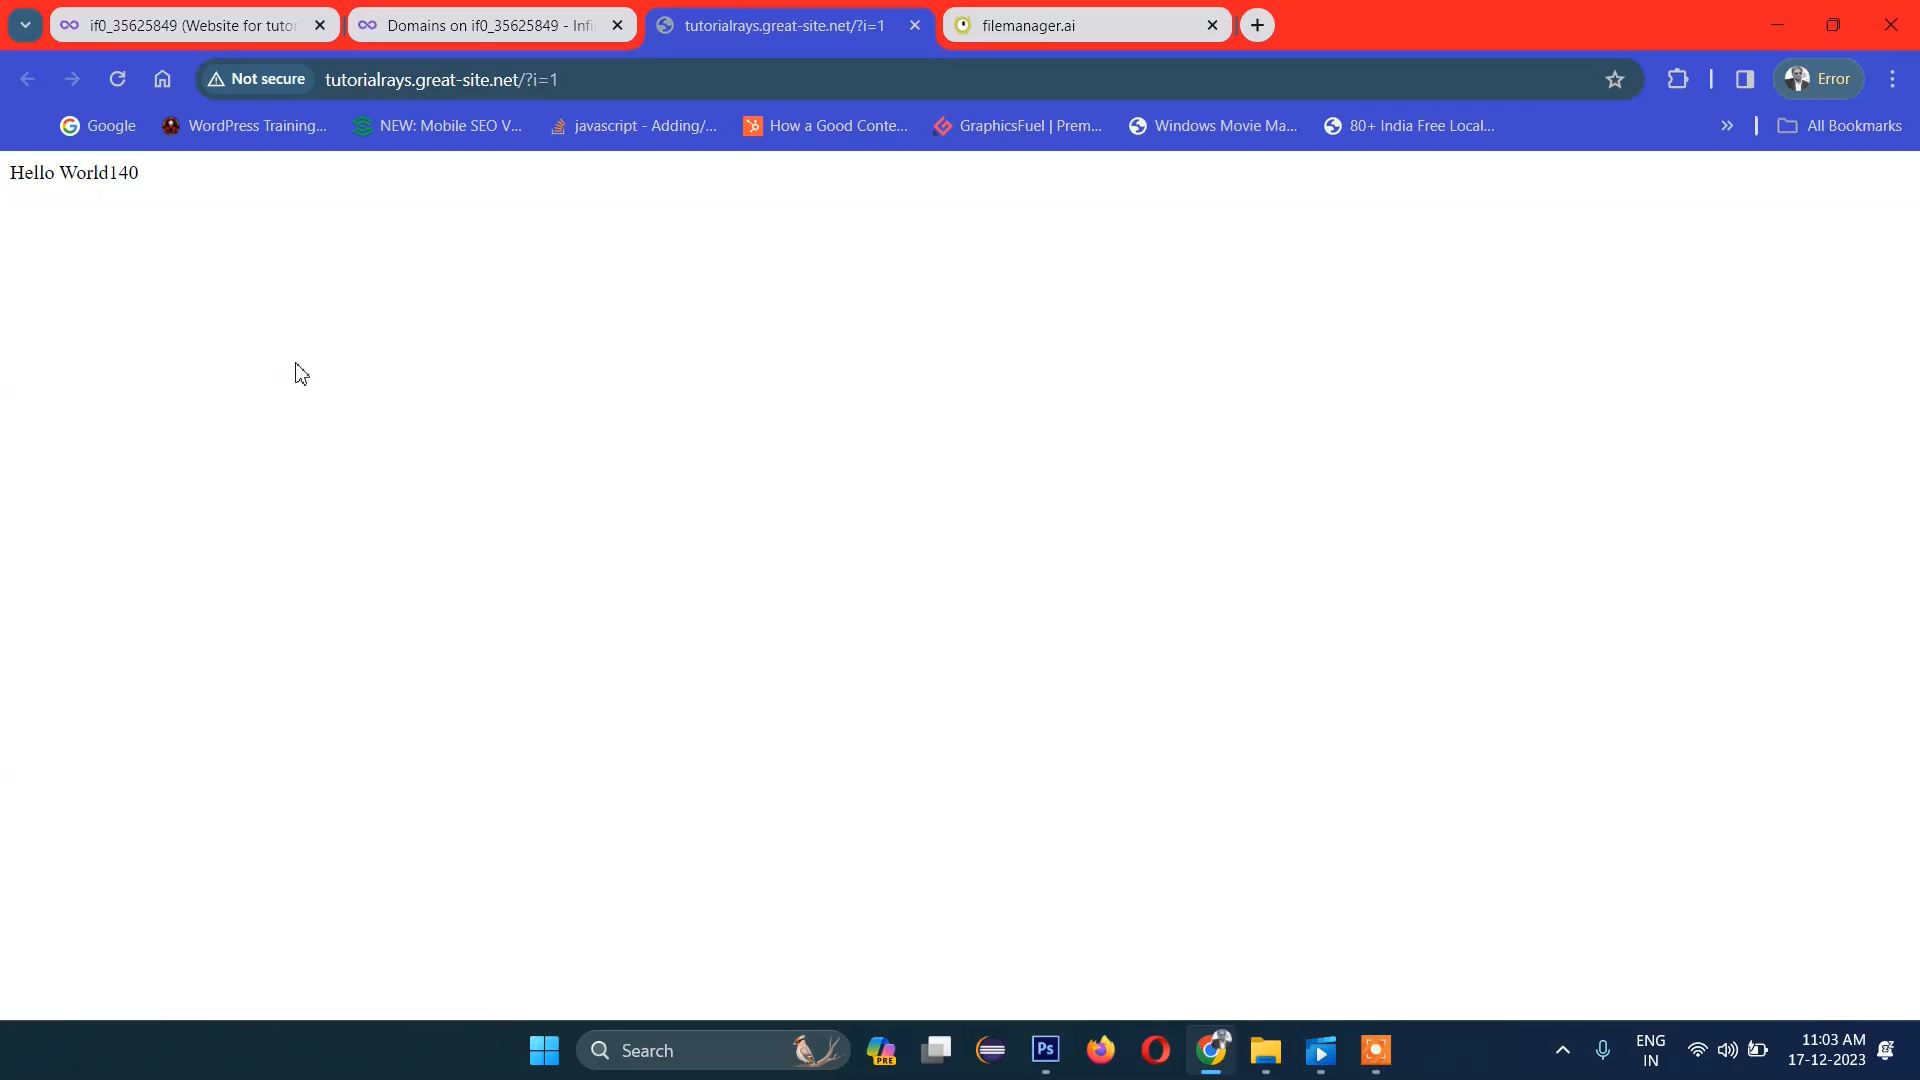 if0_35625849 (Website for tutor
Domains on if0_35625849 - Infi
tutorialrays.great-site.net/?i=1
filemanager.ai
Not secure
tutorialrays.great-site.net/?i=1
Error
Google
WordPress Training...
NEW: Mobile SEO V...
javascript - Adding/...
How a Good Conte...
GraphicsFuel | Prem...
Windows Movie Ma...
80+ India Free Local...
All Bookmarks
Hello World140
Search
PRE
Ps
ENG
IN
11:03 AM
17-12-2023